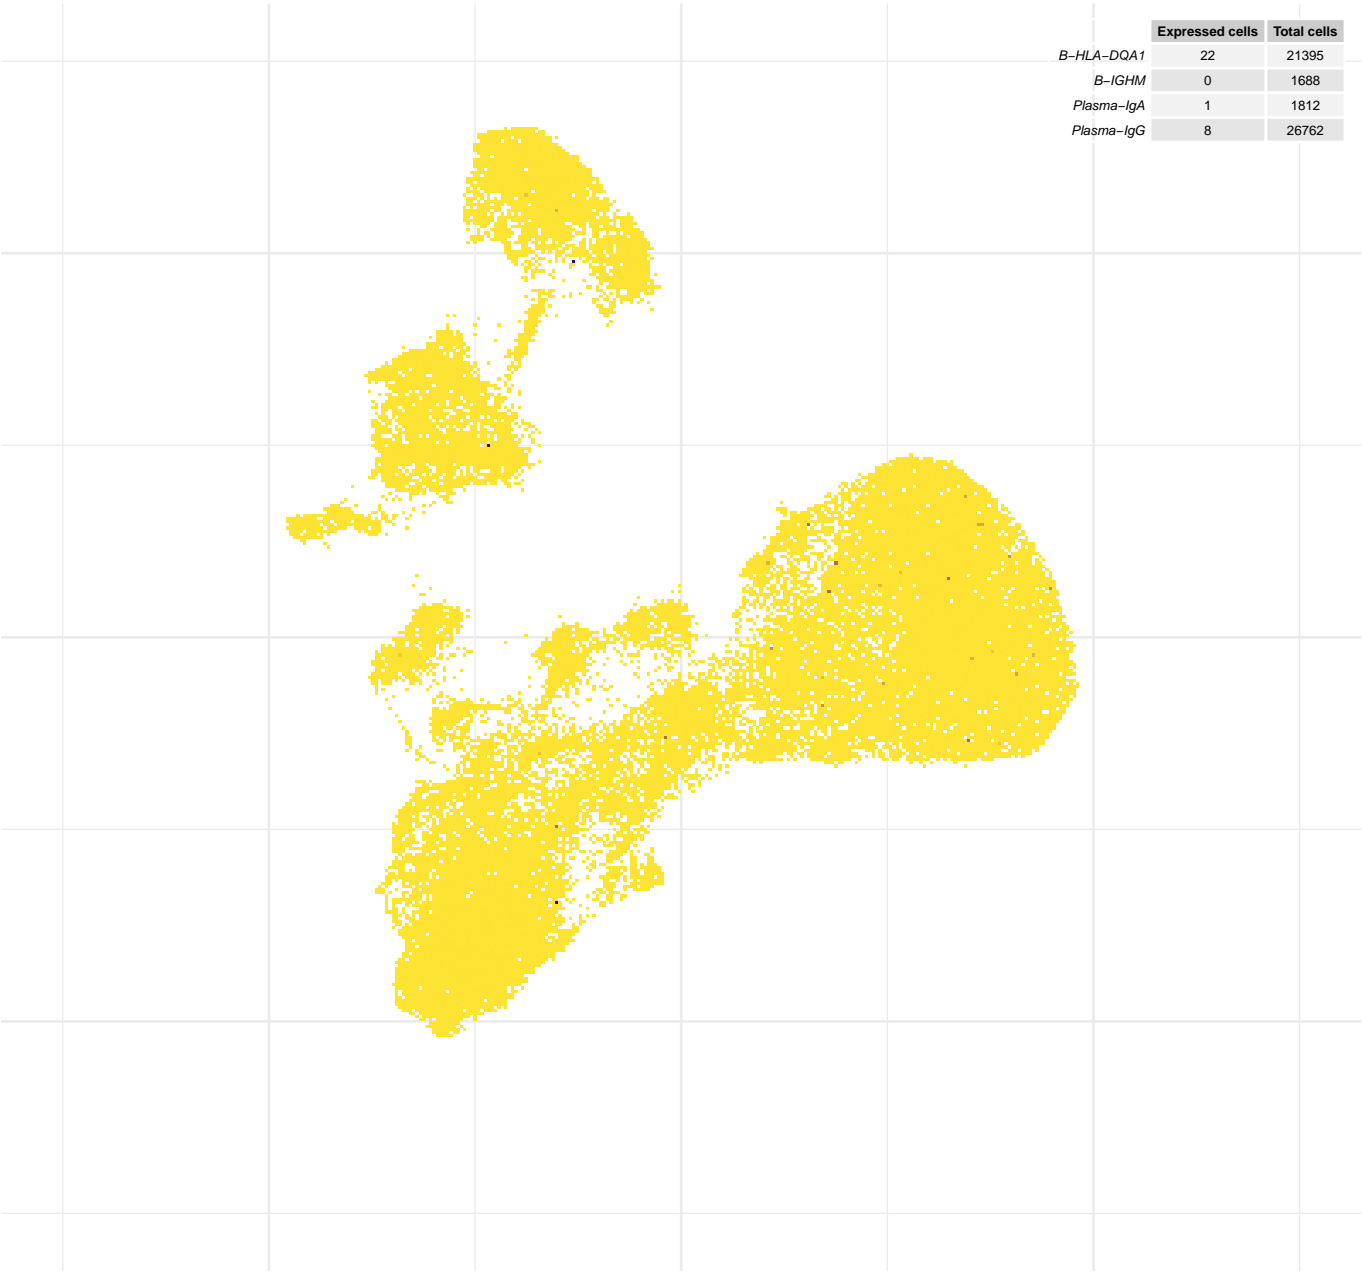 Expressed cells Total cells
B−HLA−DQA1 22 21395
B−IGHM 0 1688
Plasma−IgA 1 1812
Plasma−IgG 8 26762